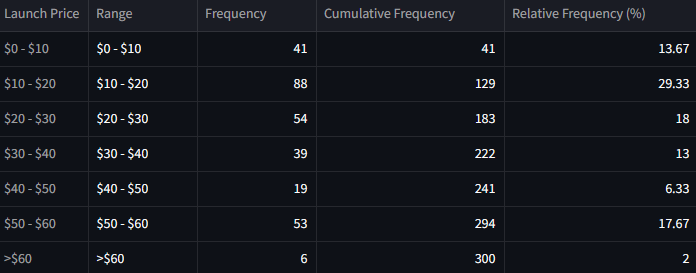 Launch Price Range Frequency Cumulative Frequency Relative Frequency (%)
$0 - $10 $0 - $10 41 41 13.67
$10 - $20 $10 - $20 88 129 29.33
$20 - $30 $20 - $30 54 183 18
$30 - $40 $30 - $40 39 222 13
$40 - $50 $40 - $50 19 241 6.33
$50 - $60 $50 - $60 53 294 17.67
>$60 >$60 6 300 2